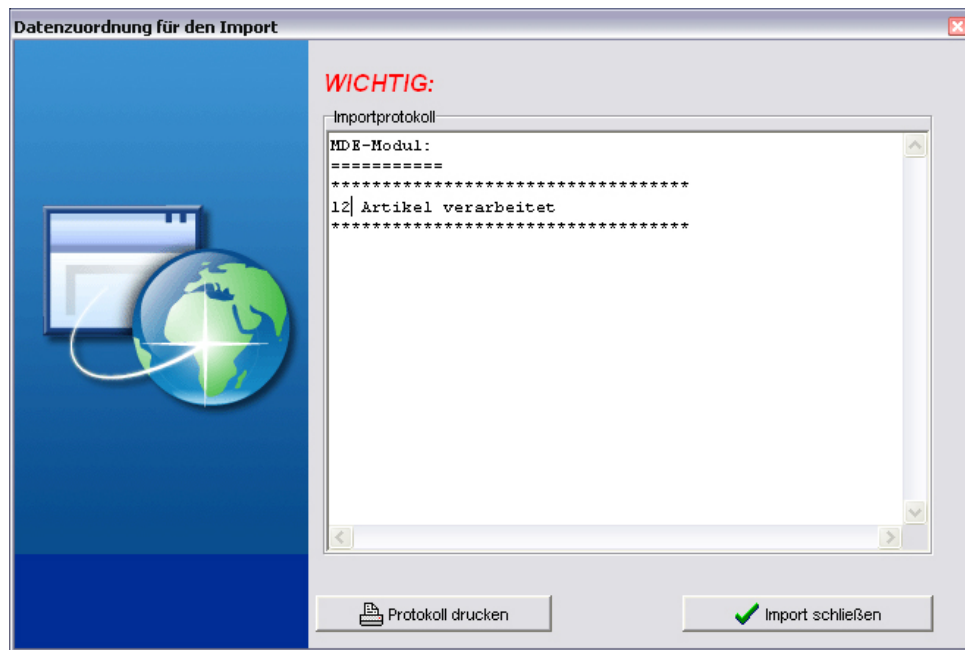 Datenzuordnung für den Import
WICHTIG:
Importprotokoll
MDE-Modul:
===========
***********************************
12 Artikel verarbeitet
***********************************
Protokoll drucken
Import schließen